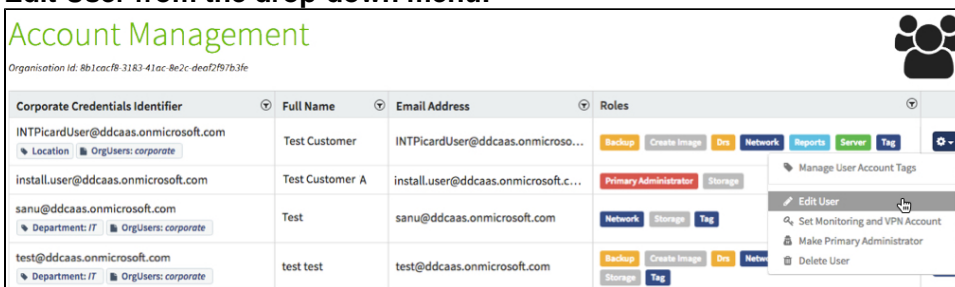 Edit User from the drop-down menu:
Account Management
Organisation Id: 8b1cacf8-3183-41ac-8e2c-deaf2f97b3fe
Corporate Credentials Identifier Full Name Email Address Roles
INTPicardUser@ddcaas.onmicrosoft.com
Location OrgUsers: corporate
Test Customer INTPicardUser@ddcaas.onmicroso...
Backup Create Image Drs Network Reports Server Tag
Manage User Account Tags
install.user@ddcaas.onmicrosoft.com Test Customer A install.user@ddcaas.onmicrosoft.c...
Primary Administrator Storage
Edit User
Set Monitoring and VPN Account
Make Primary Administrator
Delete User
sanu@ddcaas.onmicrosoft.com
Department: IT OrgUsers: corporate
Test sanu@ddcaas.onmicrosoft.com
Network Storage Tag
test@ddcaas.onmicrosoft.com
Department: IT OrgUsers: corporate
test test test@ddcaas.onmicrosoft.com
Backup Create Image Drs
Storage Tag